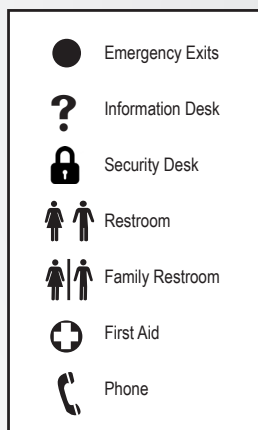 Emergency Exits
? Information Desk
Security Desk
Restroom
Family Restroom
First Aid
Phone